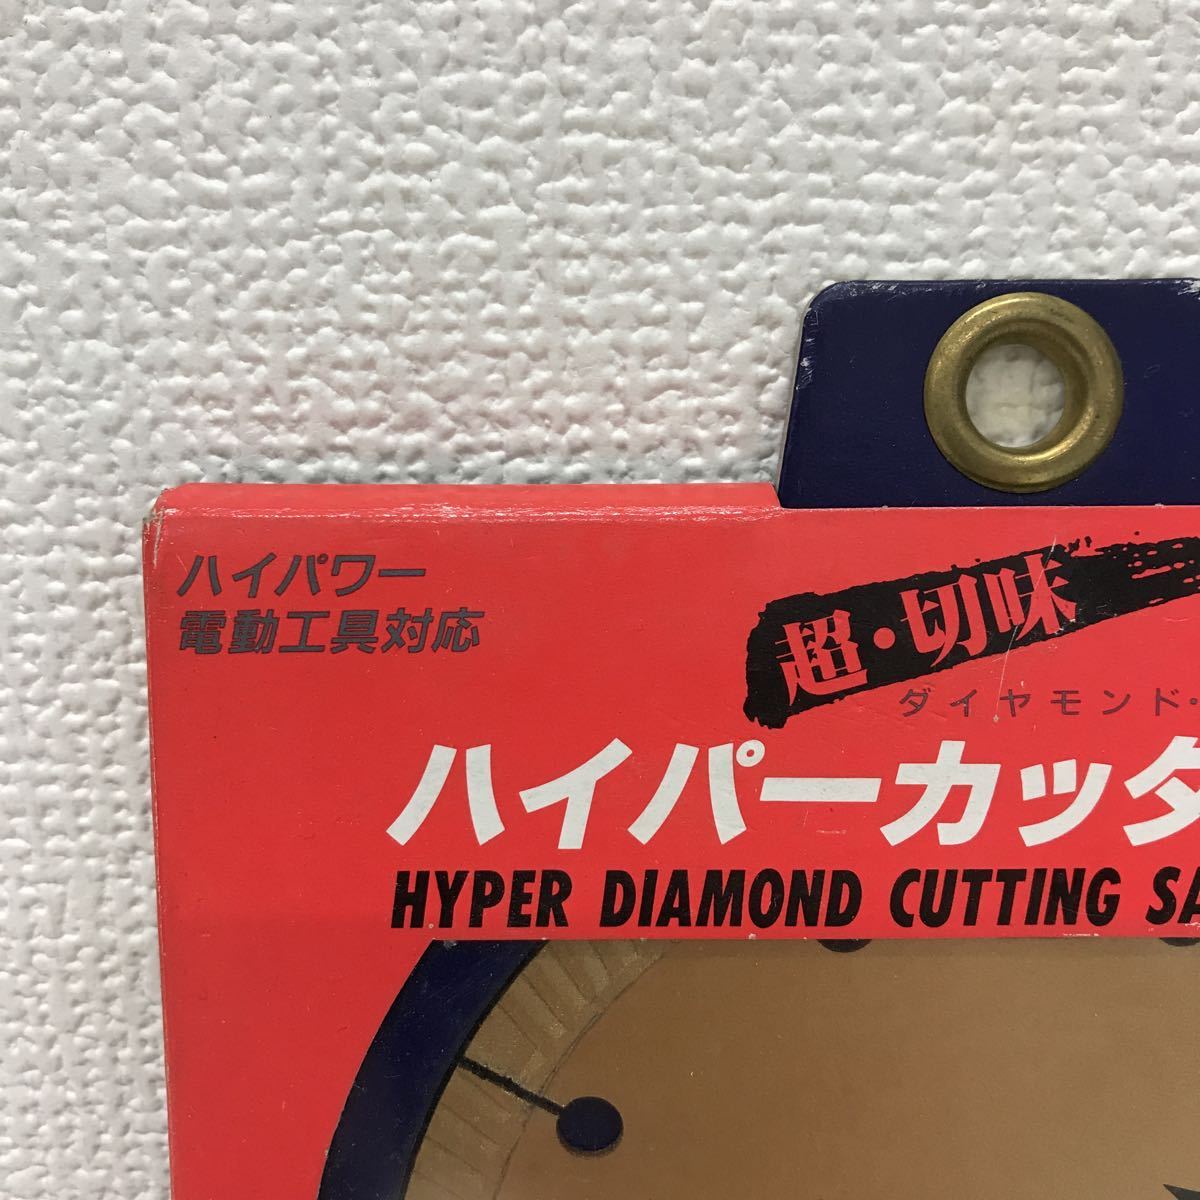 ハイパワー
電動工具対応
超・切味
ダイヤモンド・
ハイパーカッタ
HYPER DIAMOND CUTTING SA